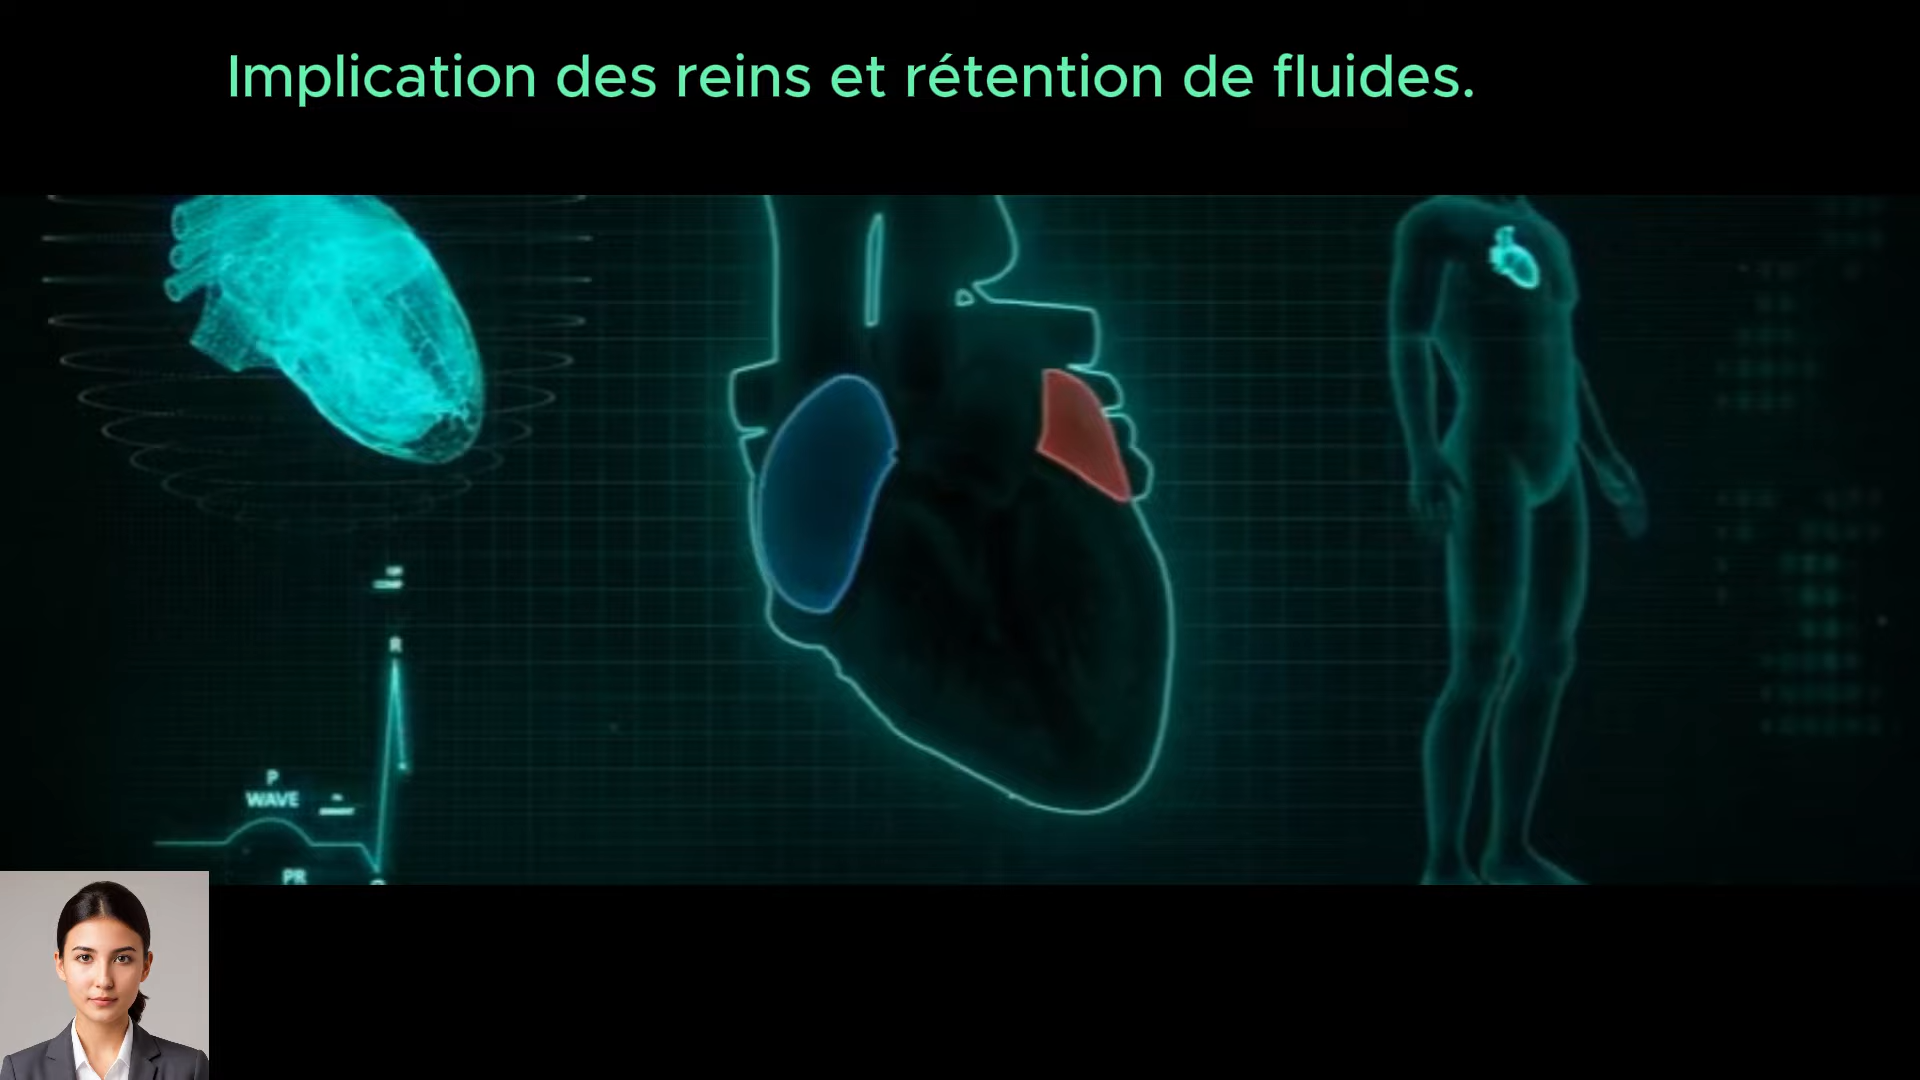 Implication des reins et rétention de fluides.
R
P
WAVE
PR